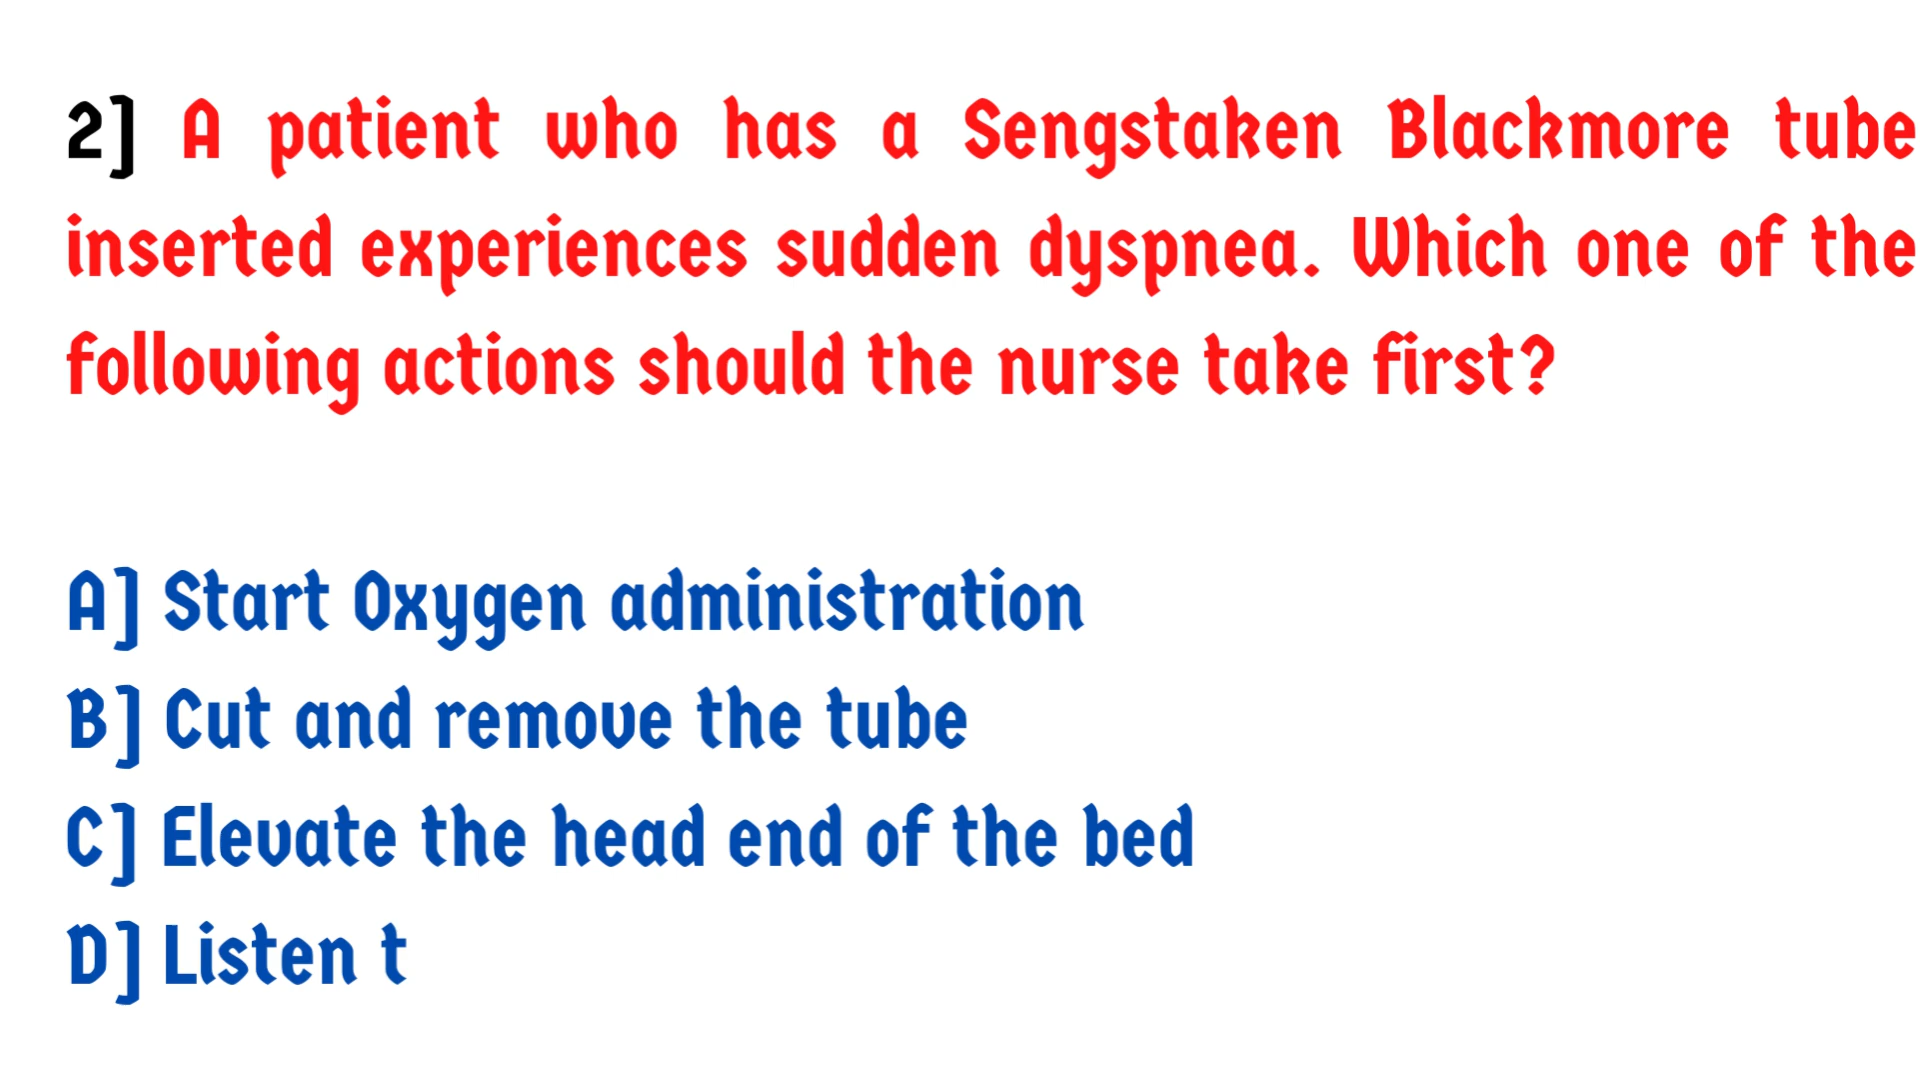 2] A patient who has a Sengstaken Blackmore tube
inserted experiences sudden dyspnea. Which one of the
following actions should the nurse take first?
A] Start Oxygen administration
B] Cut and remove the tube
C] Elevate the head end of the bed
D] Listen t